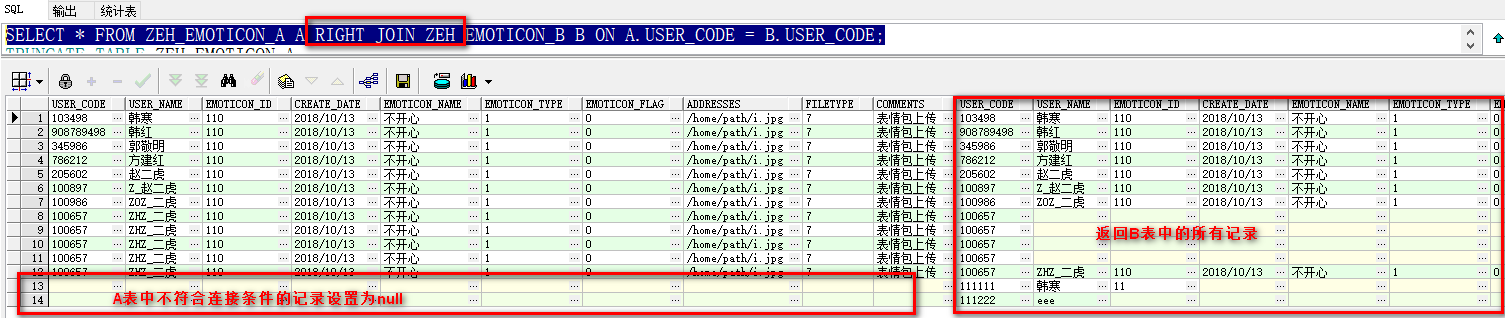 SQL 输出 统计表
SELECT * FROM ZEH_EMOTICON_A A RIGHT JOIN ZEH_EMOTICON_B B ON A.USER_CODE = B.USER_CODE;
USER_CODE USER_NAME EMOTICON_ID CREATE_DATE EMOTICON_NAME EMOTICON_TYPE EMOTICON_FLAG ADDRESSES FILETYPE COMMENTS USER_CODE USER_NAME EMOTICON_ID CREATE_DATE EMOTICON_NAME EMOTICON_TYPE
1 103498 韩寒 110 2018/10/13 不开心 1 0 /home/path/i.jpg 7 表情包上传 103498 韩寒 110 2018/10/13 不开心 1 0
2 908789498 韩红 110 2018/10/13 不开心 1 0 /home/path/i.jpg 7 表情包上传 908789498 韩红 110 2018/10/13 不开心 1 0
3 345986 郭敬明 110 2018/10/13 不开心 1 0 /home/path/i.jpg 7 表情包上传 345986 郭敬明 110 2018/10/13 不开心 1 0
4 786212 方建红 110 2018/10/13 不开心 1 0 /home/path/i.jpg 7 表情包上传 786212 方建红 110 2018/10/13 不开心 1 0
5 205602 赵二虎 110 2018/10/13 不开心 1 0 /home/path/i.jpg 7 表情包上传 205602 赵二虎 110 2018/10/13 不开心 1 0
6 100897 Z_赵二虎 110 2018/10/13 不开心 1 0 /home/path/i.jpg 7 表情包上传 100897 Z_赵二虎 110 2018/10/13 不开心 1 0
7 100986 ZOZ_二虎 110 2018/10/13 不开心 1 0 /home/path/i.jpg 7 表情包上传 100986 ZOZ_二虎 110 2018/10/13 不开心 1 0
8 100657 ZHZ_二虎 110 2018/10/13 不开心 1 0 /home/path/i.jpg 7 表情包上传 100657
9 100657 ZHZ_二虎 110 2018/10/13 不开心 1 0 /home/path/i.jpg 7 表情包上传 100657
返回B表中的所有记录
10 100657 ZHZ_二虎 110 2018/10/13 不开心 1 0 /home/path/i.jpg 7 表情包上传 100657
11 100657 ZHZ_二虎 110 2018/10/13 不开心 1 0 /home/path/i.jpg 7 表情包上传 100657
12 100657 ZHZ_二虎 110 2018/10/13 不开心 1 0 /home/path/i.jpg 7 表情包上传 100657 ZHZ_二虎 110 2018/10/13 不开心 1 0
13 111111 韩寒 11
14 111222 eee
A表中不符合连接条件的记录设置为null